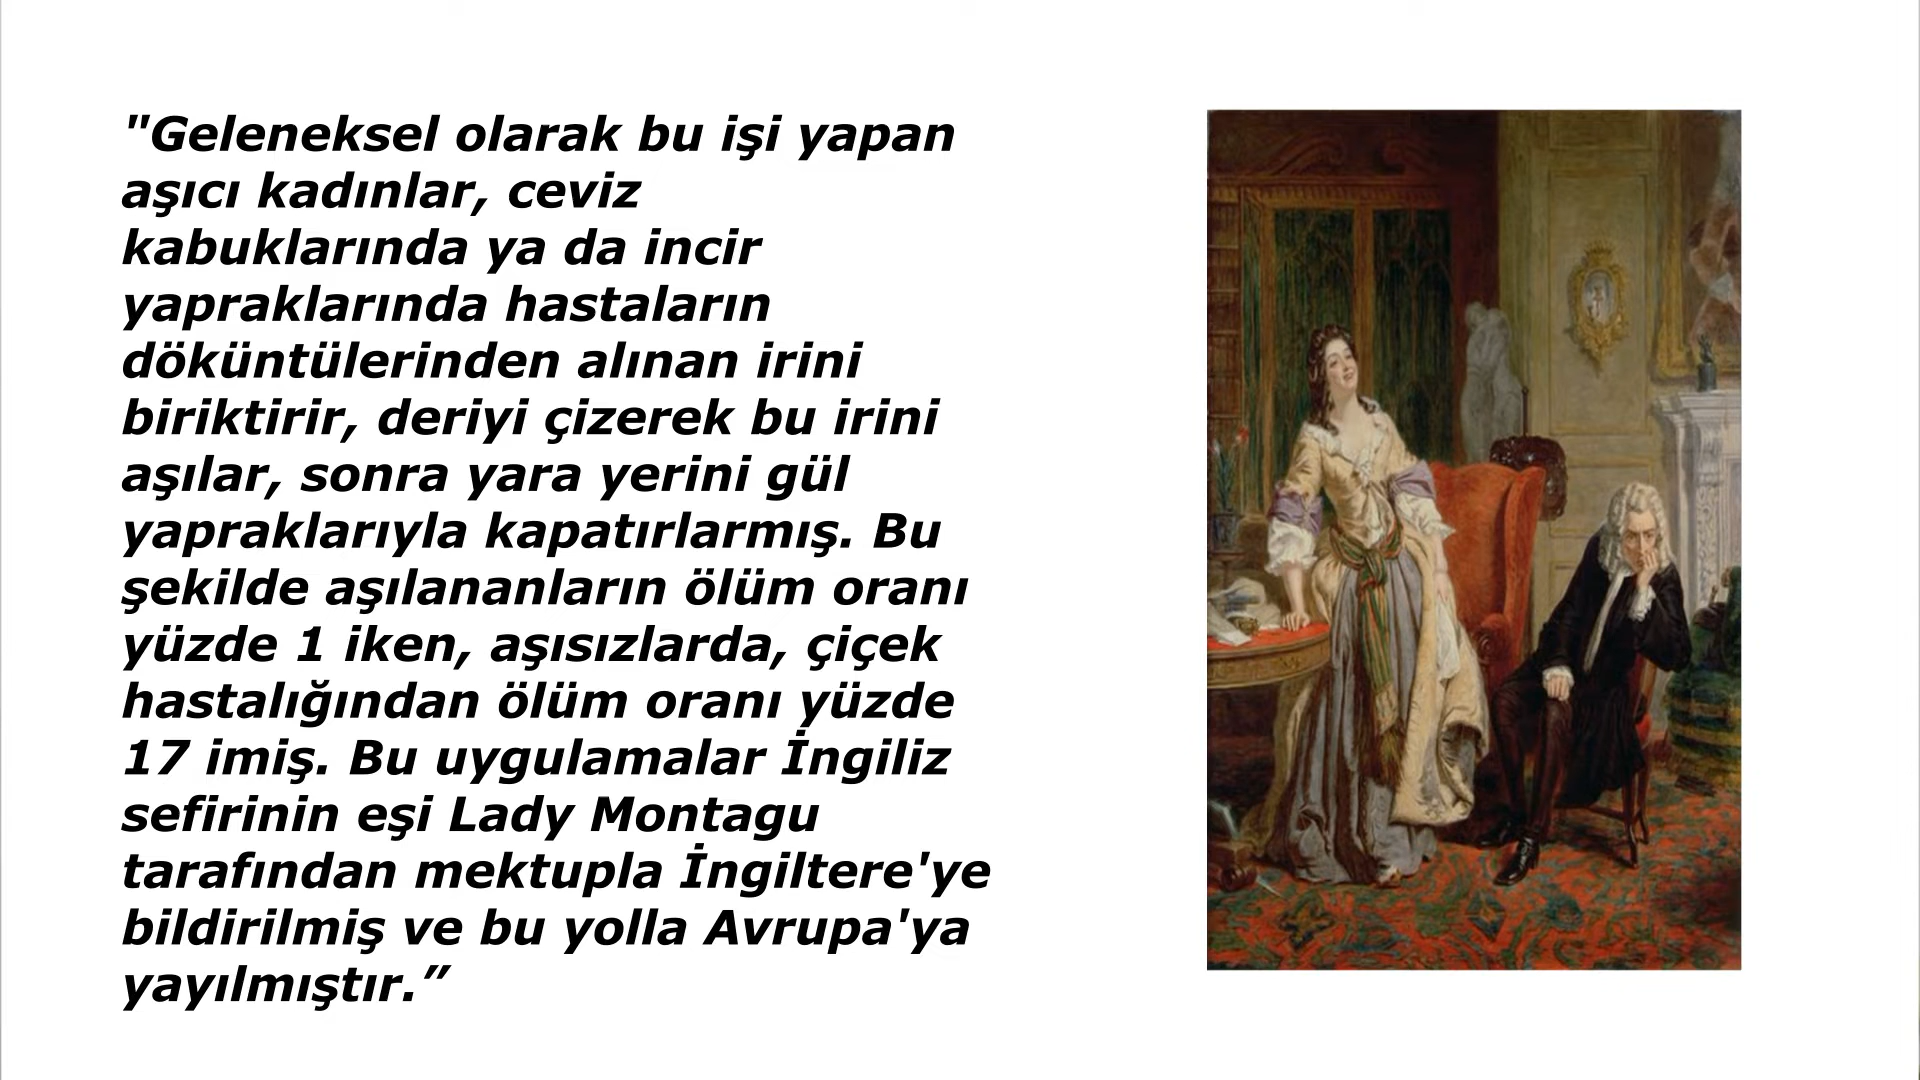 "Geleneksel olarak bu işi yapan
aşıcı kadınlar, ceviz
kabuklarında ya da incir
yapraklarında hastaların
döküntülerinden alınan irini
biriktirir, deriyi çizerek bu irini
aşılar, sonra yara yerini gül
yapraklarıyla kapatırlarmış. Bu
şekilde aşılananların ölüm oranı
yüzde 1 iken, aşısızlarda, çiçek
hastalığından ölüm oranı yüzde
17 imiş. Bu uygulamalar İngiliz
sefirinin eşi Lady Montagu
tarafından mektupla İngiltere'ye
bildirilmiş ve bu yolla Avrupa'ya
yayılmıştır.”